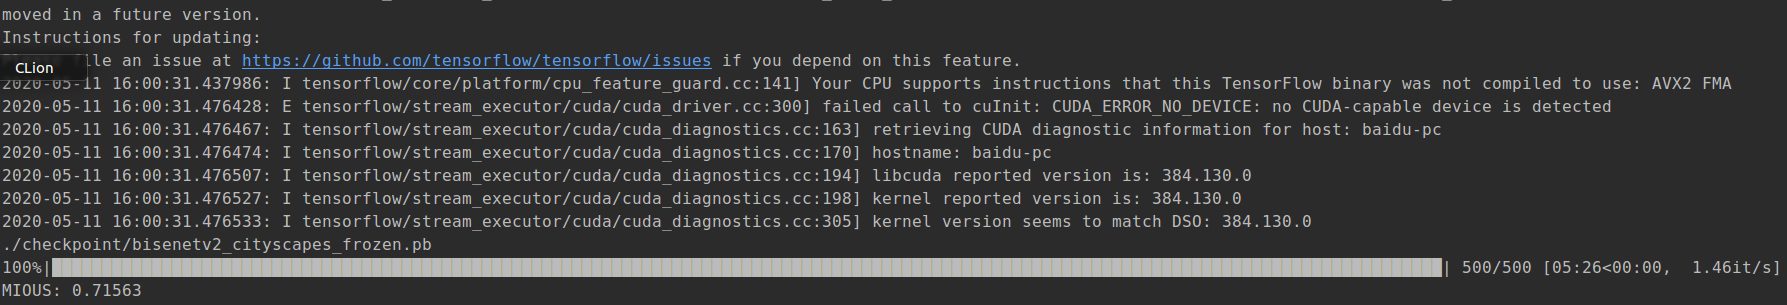 moved in a future version.
Instructions for updating:
file an issue at https://github.com/tensorflow/tensorflow/issues if you depend on this feature.
CLion
2020-05-11 16:00:31.437986: I tensorflow/core/platform/cpu_feature_guard.cc:141] Your CPU supports instructions that this TensorFlow binary was not compiled to use: AVX2 FMA
2020-05-11 16:00:31.476428: E tensorflow/stream_executor/cuda/cuda_driver.cc:300] failed call to cuInit: CUDA_ERROR_NO_DEVICE: no CUDA-capable device is detected
2020-05-11 16:00:31.476467: I tensorflow/stream_executor/cuda/cuda_diagnostics.cc:163] retrieving CUDA diagnostic information for host: baidu-pc
2020-05-11 16:00:31.476474: I tensorflow/stream_executor/cuda/cuda_diagnostics.cc:170] hostname: baidu-pc
2020-05-11 16:00:31.476507: I tensorflow/stream_executor/cuda/cuda_diagnostics.cc:194] libcuda reported version is: 384.130.0
2020-05-11 16:00:31.476527: I tensorflow/stream_executor/cuda/cuda_diagnostics.cc:198] kernel reported version is: 384.130.0
2020-05-11 16:00:31.476533: I tensorflow/stream_executor/cuda/cuda_diagnostics.cc:305] kernel version seems to match DSO: 384.130.0
./checkpoint/bisenetv2_cityscapes_frozen.pb
100%| | 500/500 [05:26<00:00, 1.46it/s]
MIOUS: 0.71563